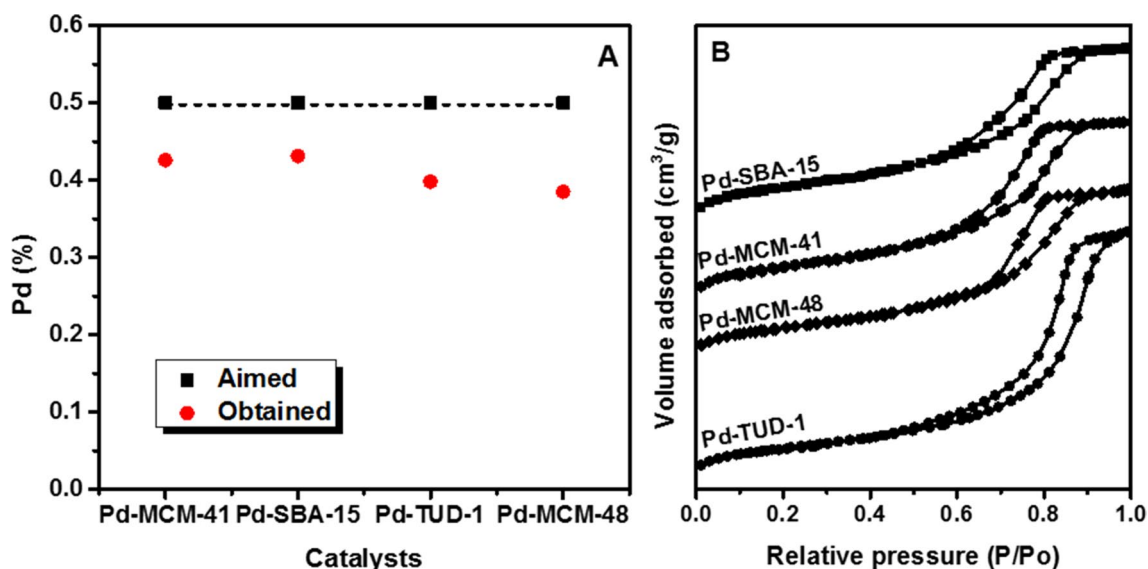 A
0.6
0.5
0.4
0.3
0.2
0.1
0.0
Pd (%)
Aimed
Obtained
Pd-MCM-41 Pd-SBA-15 Pd-TUD-1 Pd-MCM-48
Catalysts
B
Volume adsorbed (cm³/g)
Pd-SBA-15
Pd-MCM-41
Pd-MCM-48
Pd-TUD-1
0.0 0.2 0.4 0.6 0.8 1.0
Relative pressure (P/Po)